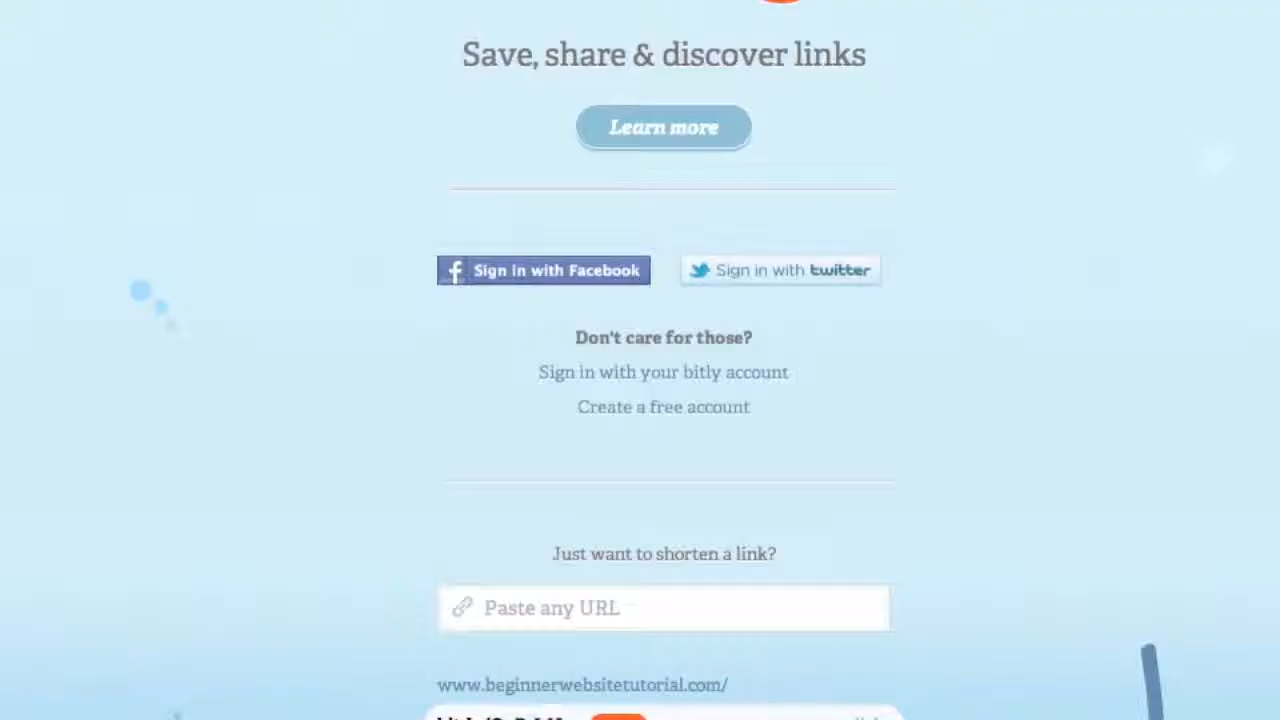 Save, share & discover links
Learn more
Sign in with Facebook
Sign in with twitter
Don't care for those?
Sign in with your bitly account
Create a free account
Just want to shorten a link?
Paste any URL
www.beginnerwebsitetutorial.com/